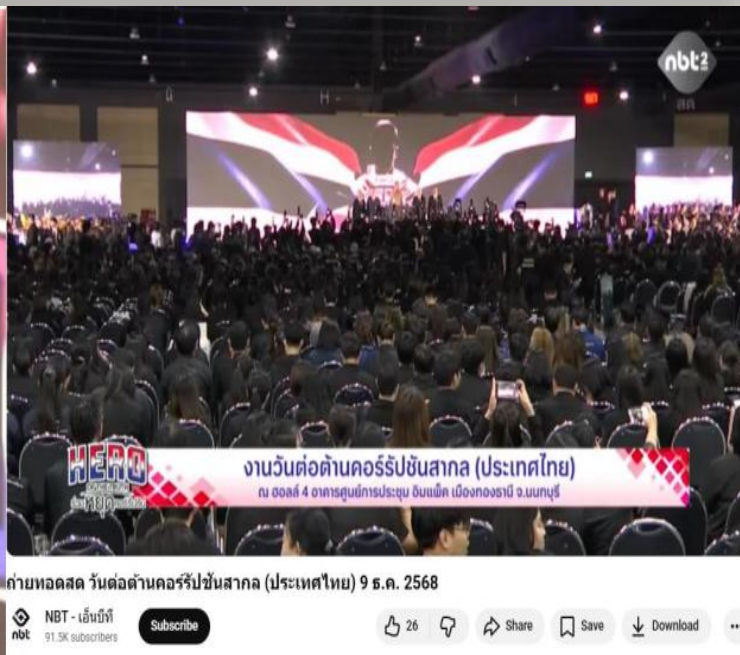 nbt2
สด
HERO
งานวันต่อต้านคอร์รัปชันสากล (ประเทศไทย)
ณ ฮอลล์ 4 อาคารศูนย์การประชุม อิมแพ็ค เมืองทองธานี จ.นนทบุรี
ถ่ายทอดสด วันต่อต้านคอร์รัปชันสากล (ประเทศไทย) 9 ธ.ค. 2568
NBT - เอ็นบีที
91.5K subscribers
nbt
Subscribe
26
Share
Save
Download